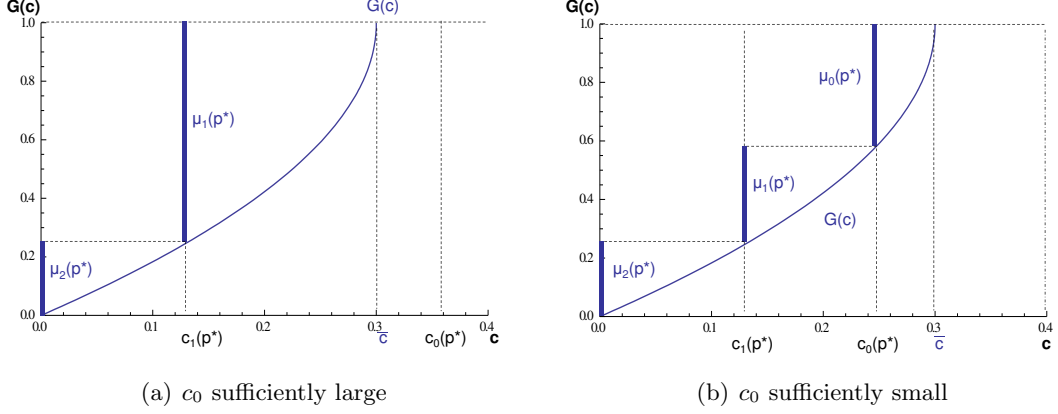 G(c)
G(c)
1.0
0.8
μ1(p*)
0.6
0.4
0.2
μ2(p*)
0.0
0.0
0.1
0.2
0.3
0.4
c1(p*)
c̅
c0(p*)
c
(a) c0 sufficiently large
G(c)
1.0
μ0(p*)
0.8
0.6
μ1(p*)
0.4
G(c)
0.2
μ2(p*)
0.0
0.0
0.1
0.2
0.3
0.4
c1(p*)
c0(p*)
c̅
c
(b) c0 sufficiently small